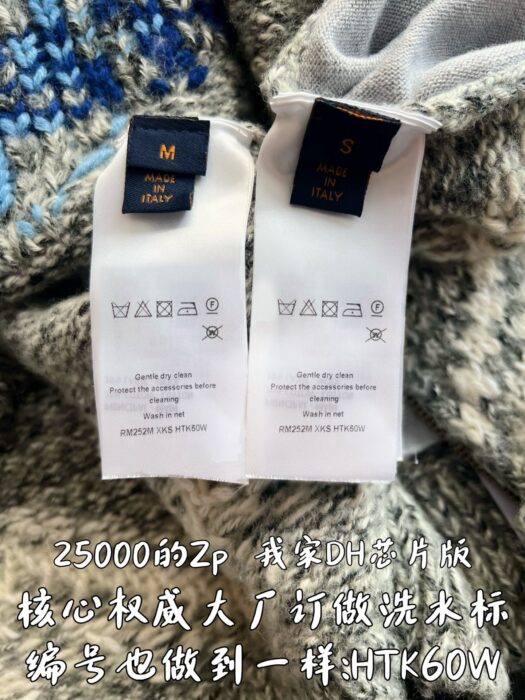 M
MADE
IN
ITALY
F
W
Gentle dry clean
Protect the accessories before
cleaning
Wash in net
RM252M XKS HTK60W
S
MADE
IN
ITALY
F
W
Gentle dry clean
Protect the accessories before
cleaning
Wash in net
RM252M XKS HTK60W
25000的Zp 我家DH芯片版
核心权威大厂订做洗水标
编号也做到一样:HTK60W